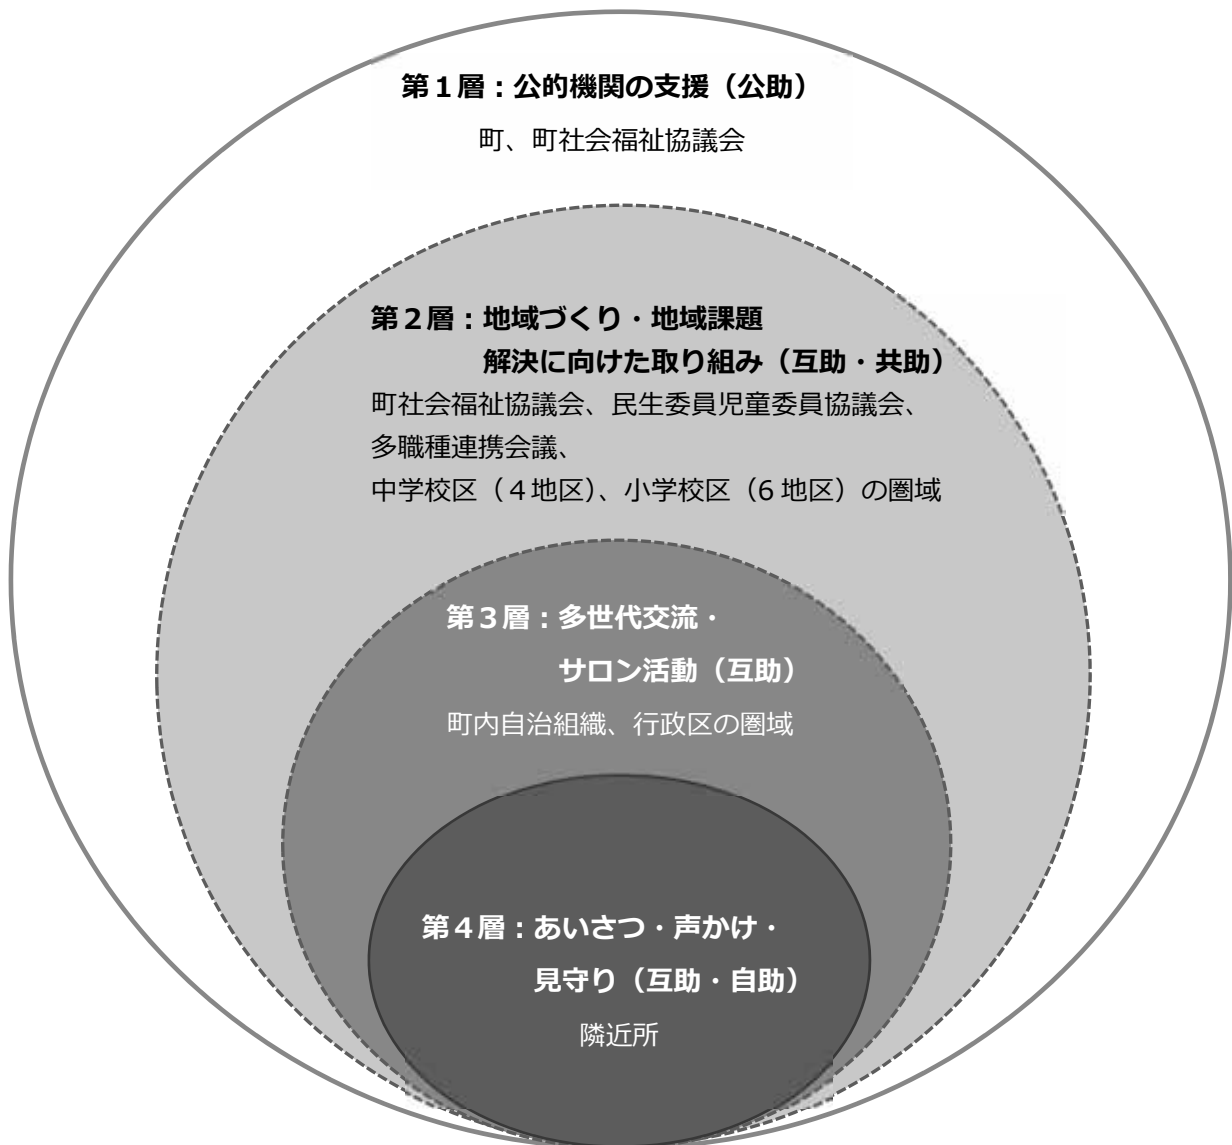 第１層：公的機関の支援（公助）
町、町社会福祉協議会
第２層：地域づくり・地域課題
解決に向けた取り組み（互助・共助）
町社会福祉協議会、民生委員児童委員協議会、
多職種連携会議、
中学校区（４地区）、小学校区（6 地区）の圏域
第３層：多世代交流・
サロン活動（互助）
町内自治組織、行政区の圏域
第４層：あいさつ・声かけ・
見守り（互助・自助）
隣近所